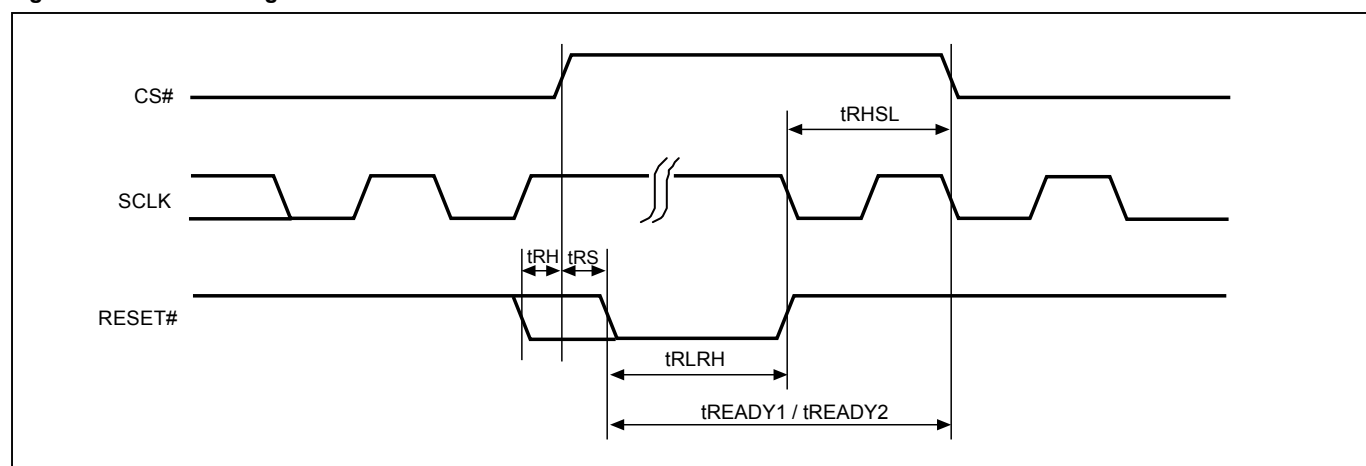 CS#
tRHSL
SCLK
tRH tRS
RESET#
tRLRH
tREADY1 / tREADY2